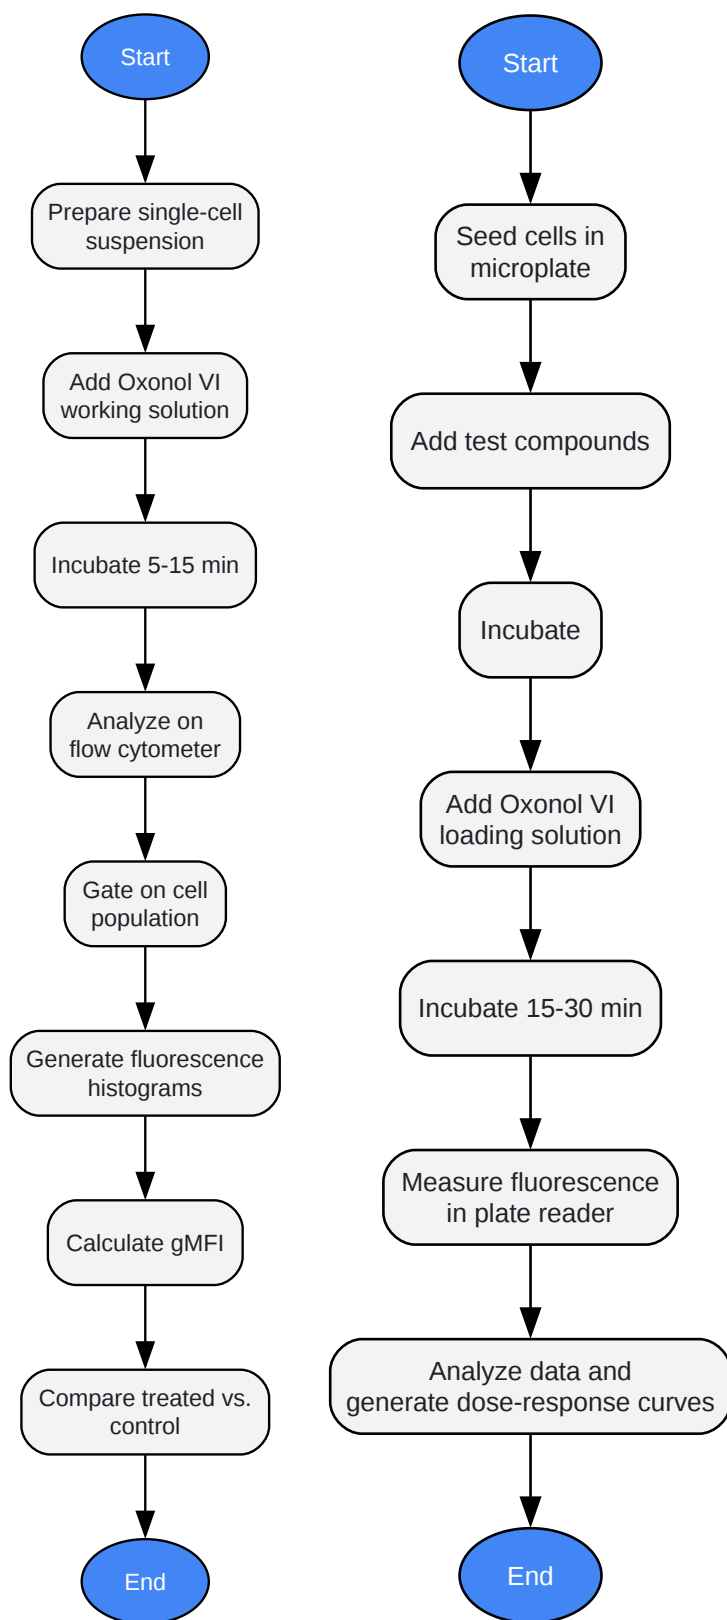 Start
Prepare single-cell
suspension
Add Oxonol VI
working solution
Incubate 5-15 min
Analyze on
flow cytometer
Gate on cell
population
Generate fluorescence
histograms
Calculate gMFI
Compare treated vs.
control
End
Start
Seed cells in
microplate
Add test compounds
Incubate
Add Oxonol VI
loading solution
Incubate 15-30 min
Measure fluorescence
in plate reader
Analyze data and
generate dose-response curves
End